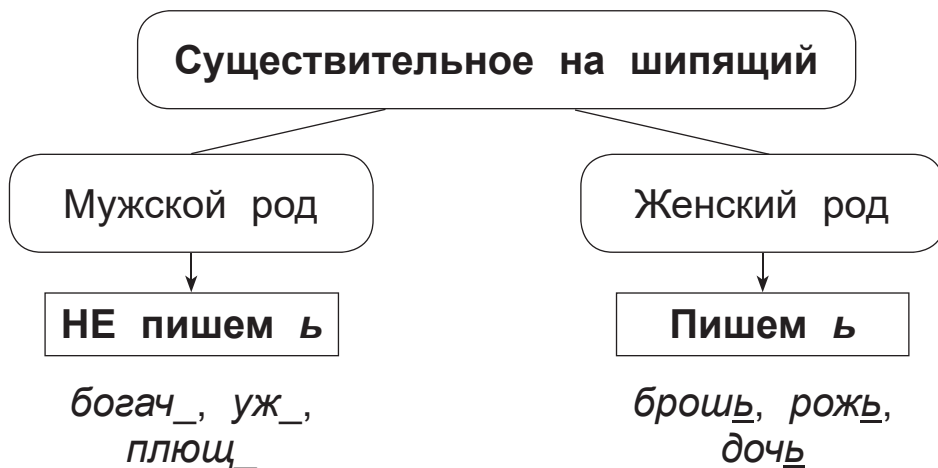 Существительное на шипящий
Мужской род
Женский род
НЕ пишем ь
Пишем ь
богач_, уж_,
плющ_
брошь, рожь,
дочь